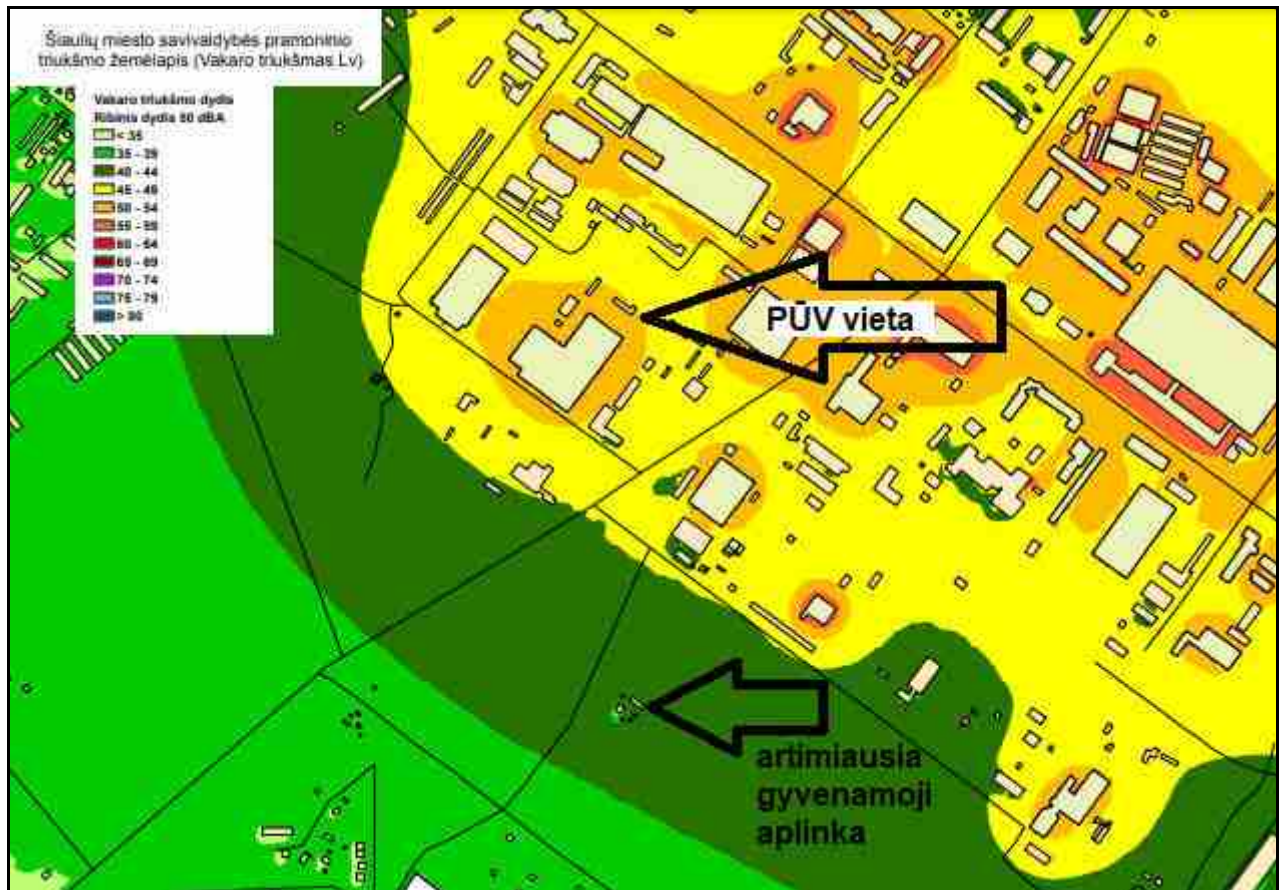 Šiaulių miesto savivaldybės pramoninio
triukšmo žemėlapis (Vakaro triukšmas Lv)
Vakaro triukšmo dydis
Ribinis dydis 50 dBA
< 35
35 - 39
40 - 44
45 - 49
50 - 54
55 - 59
60 - 64
65 - 69
70 - 74
75 - 79
> 80
PŪV vieta
artimiausia
gyvenamoji
aplinka